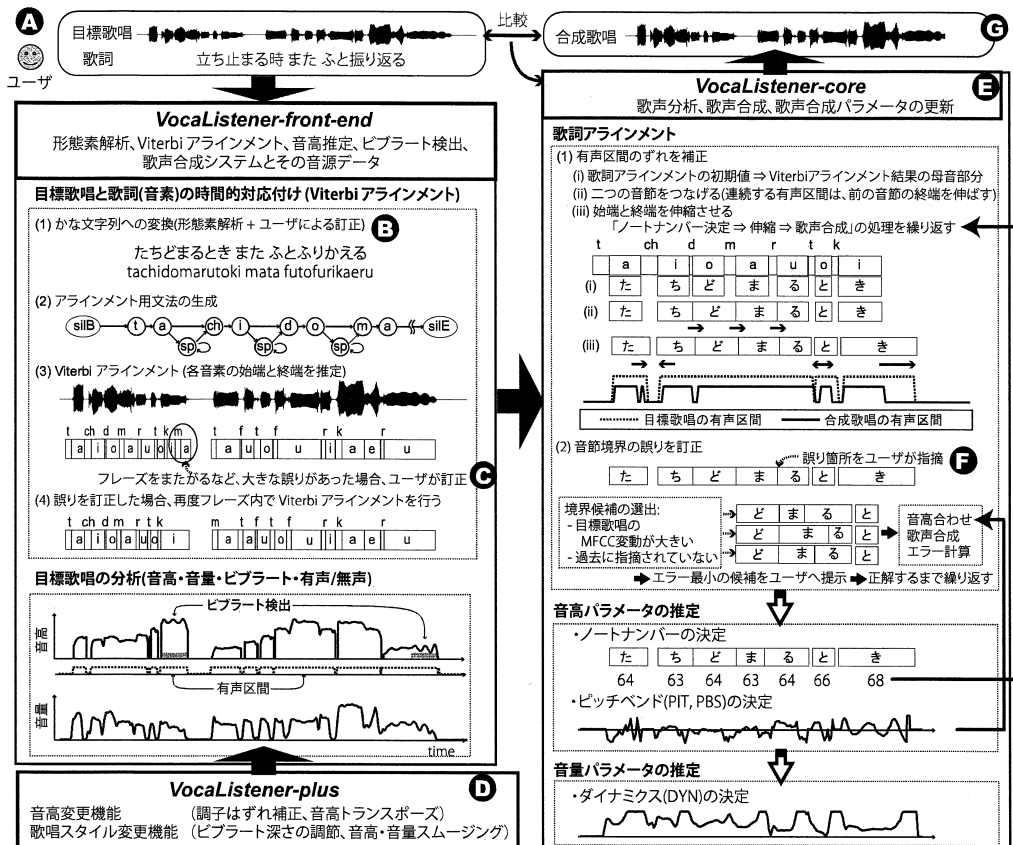 A
目標歌唱
歌詞 立ち止まる時 また ふと振り返る
ユーザ
比較
合成歌唱
G
VocaListener-front-end
形態素解析、Viterbi アラインメント、音高推定、ビブラート検出、
歌声合成システムとその音源データ
目標歌唱と歌詞(音素)の時間的対応付け (Viterbi アラインメント)
(1) かな文字列への変換(形態素解析 + ユーザによる訂正)
B
たちどまるとき また ふとふりかえる
tachidomarutoki mata futofurikaeru
(2) アラインメント用文法の生成
silB t a ch i d o m a silE
sp sp sp
(3) Viterbi アラインメント (各音素の始端と終端を推定)
t ch d m r t k m t f t f r k r
a i o a u o i a a u o u i a e u
フレーズをまたがるなど、大きな誤りがあった場合、ユーザが訂正
C
(4) 誤りを訂正した場合、再度フレーズ内で Viterbi アラインメントを行う
t ch d m r t k m t f t f r k r
a i o a u o i a a u o u i a e u
目標歌唱の分析(音高・音量・ビブラート・有声/無声)
ビブラート検出
音高
有声区間
音量
time
VocaListener-plus
D
音高変更機能 (調子はずれ補正、音高トランスポーズ)
歌唱スタイル変更機能 (ビブラート深さの調節、音高・音量スムージング)
VocaListener-core
E
歌声分析、歌声合成、歌声合成パラメータの更新
歌詞アラインメント
(1) 有声区間のずれを補正
(i) 歌詞アラインメントの初期値 ⇒ Viterbiアラインメント結果の母音部分
(ii) 二つの音節をつなげる(連続する有声区間は、前の音節の終端を伸ばす)
(iii) 始端と終端を伸縮させる
「ノートナンバー決定 ⇒ 伸縮 ⇒ 歌声合成」の処理を繰り返す
t ch d m r t k
a i o a u o i
(i) た ち ど ま る と き
(ii) た ち ど ま る と き
(iii) た ち ど ま る と き
目標歌唱の有声区間 合成歌唱の有声区間
(2) 音節境界の誤りを訂正
誤り箇所をユーザが指摘
F
た ち ど ま る と き
境界候補の選出:
- 目標歌唱の
MFCC変動が大きい
- 過去に指摘されていない
ど ま る と
ど ま る と
ど ま る と
音高合わせ
歌声合成
エラー計算
エラー最小の候補をユーザへ提示 正解するまで繰り返す
音高パラメータの推定
・ノートナンバーの決定
た ち ど ま る と き
64 63 64 63 64 66 68
・ピッチベンド(PIT, PBS)の決定
音量パラメータの推定
・ダイナミクス(DYN)の決定